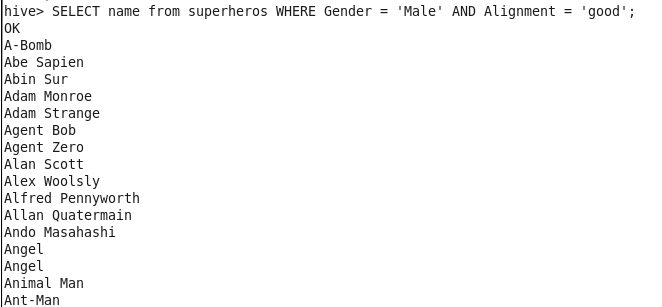 hive> SELECT name from superheros WHERE Gender = 'Male' AND Alignment = 'good';
OK
A-Bomb
Abe Sapien
Abin Sur
Adam Monroe
Adam Strange
Agent Bob
Agent Zero
Alan Scott
Alex Woolsly
Alfred Pennyworth
Allan Quatermain
Ando Masahashi
Angel
Angel
Animal Man
Ant-Man